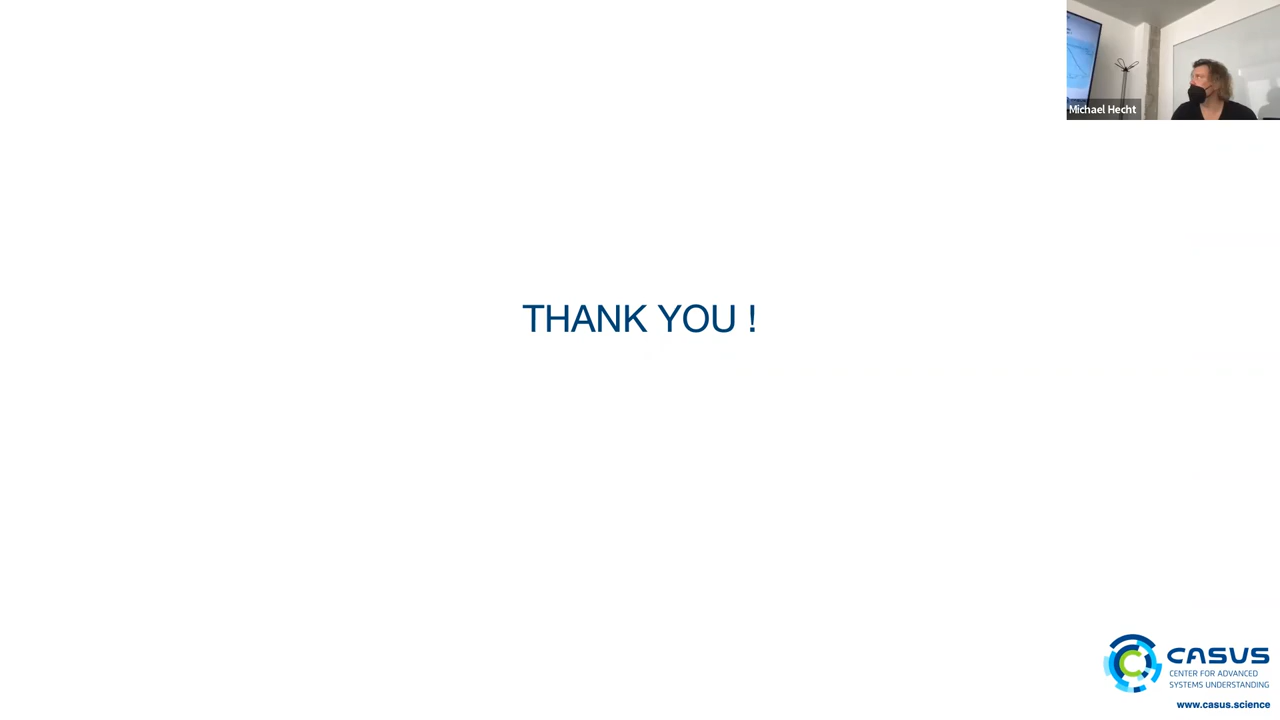 Michael Hecht
THANK YOU !
CASUS
CENTER FOR ADVANCED
SYSTEMS UNDERSTANDING
www.casus.science